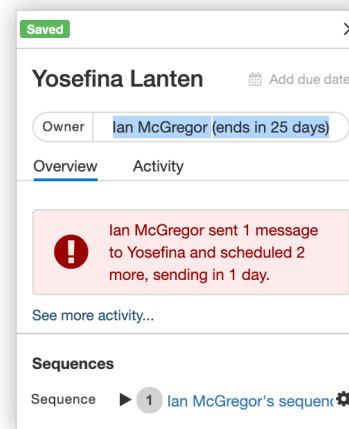 Saved
Yosefina Lanten
Add due date
Owner Ian McGregor (ends in 25 days)
Overview Activity
Ian McGregor sent 1 message
to Yosefina and scheduled 2
more, sending in 1 day.
See more activity...
Sequences
Sequence 1 Ian McGregor's sequenc